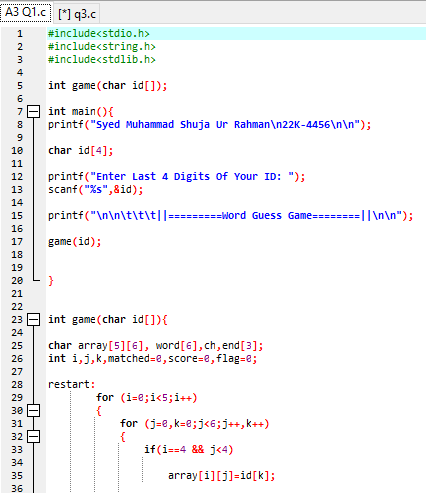 A3 Q1.c [*] q3.c
1 #include<stdio.h>
2 #include<string.h>
3 #include<stdlib.h>
4
5 int game(char id[]);
6
7 int main(){
8 printf("Syed Muhammad Shuja Ur Rahman\n22K-4456\n\n");
9
10 char id[4];
11
12 printf("Enter Last 4 Digits Of Your ID: ");
13 scanf("%s",&id);
14
15 printf("\n\n\t\t\t||=========Word Guess Game========||\n\n");
16
17 game(id);
18
19
20 }
21
22
23 int game(char id[]){
24
25 char array[5][6], word[6],ch,end[3];
26 int i,j,k,matched=0,score=0,flag=0;
27
28 restart:
29 for (i=0;i<5;i++)
30 {
31 for (j=0,k=0;j<6;j++,k++)
32 {
33 if(i==4 && j<4)
34
35 array[i][j]=id[k];
36